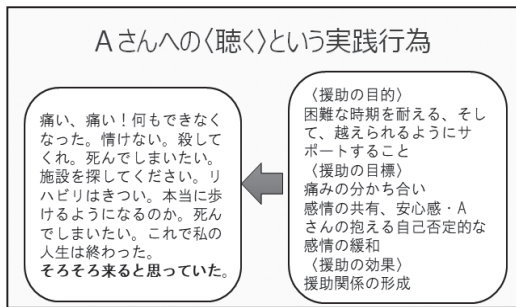 Aさんへの〈聴く〉という実践行為
痛い、痛い！何もできなく
なった。情けない。殺して
くれ。死んでしまいたい。
施設を探してください。リ
ハビリはきつい。本当に歩
けるようになるのか。死ん
でしまいたい。これで私の
人生は終わった。
そろそろ来ると思っていた。
〈援助の目的〉
困難な時期を耐える、そし
て、越えられるようにサ
ポートすること
〈援助の目標〉
痛みの分かち合い
感情の共有、安心感・A
さんの抱える自己否定的な
感情の緩和
〈援助の効果〉
援助関係の形成